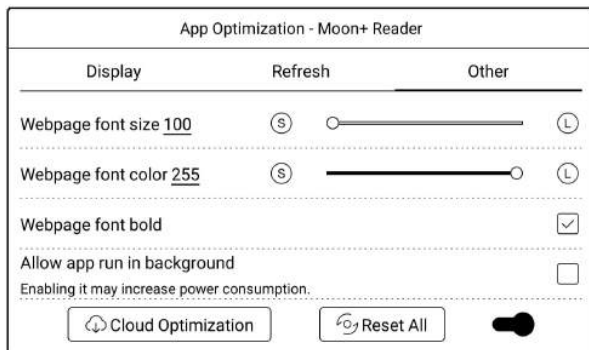 App Optimization - Moon+ Reader
Display Refresh Other
Webpage font size 100 S L
Webpage font color 255 S L
Webpage font bold
Allow app run in background
Enabling it may increase power consumption.
Cloud Optimization Reset All